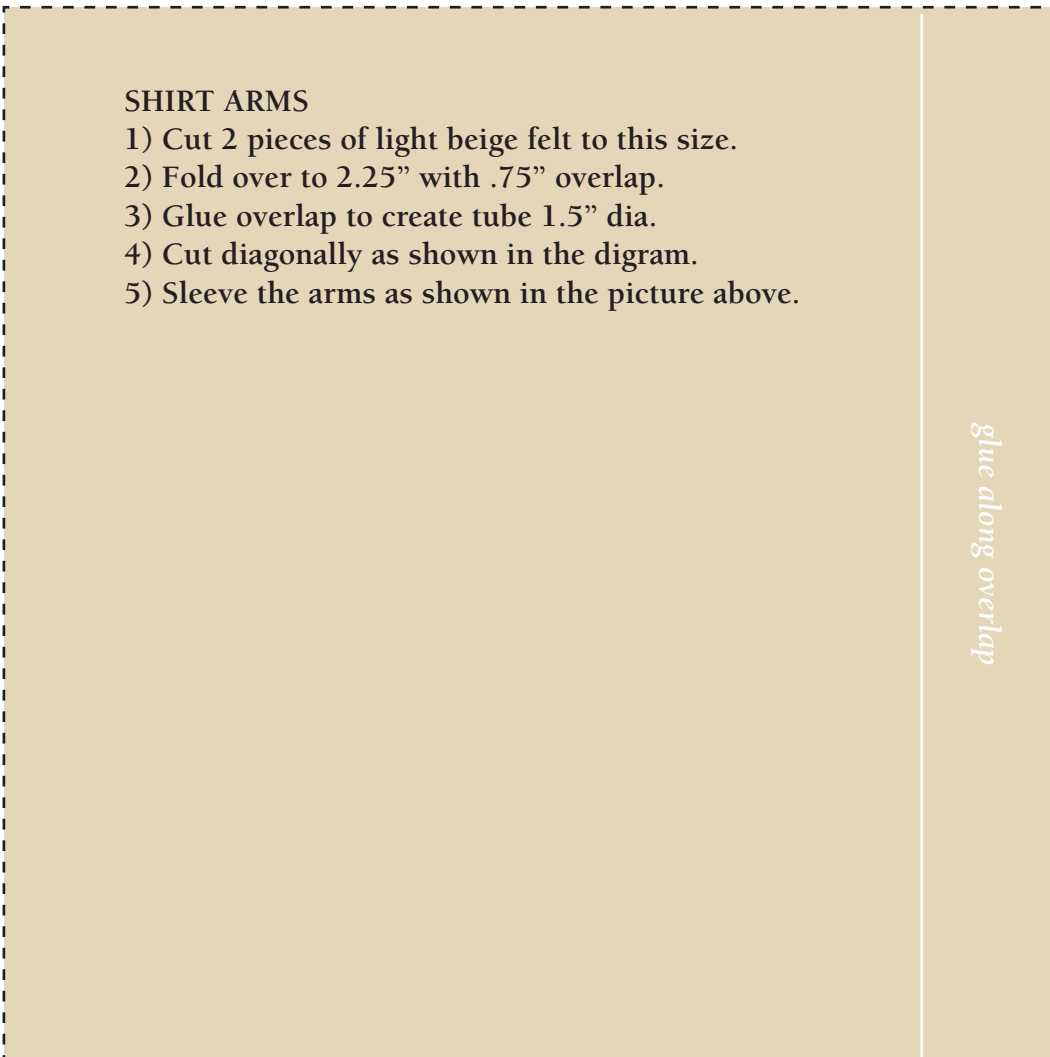 SHIRT ARMS
1) Cut 2 pieces of light beige felt to this size.
2) Fold over to 2.25” with .75” overlap.
3) Glue overlap to create tube 1.5” dia.
4) Cut diagonally as shown in the digram.
5) Sleeve the arms as shown in the picture above.
glue along overlap